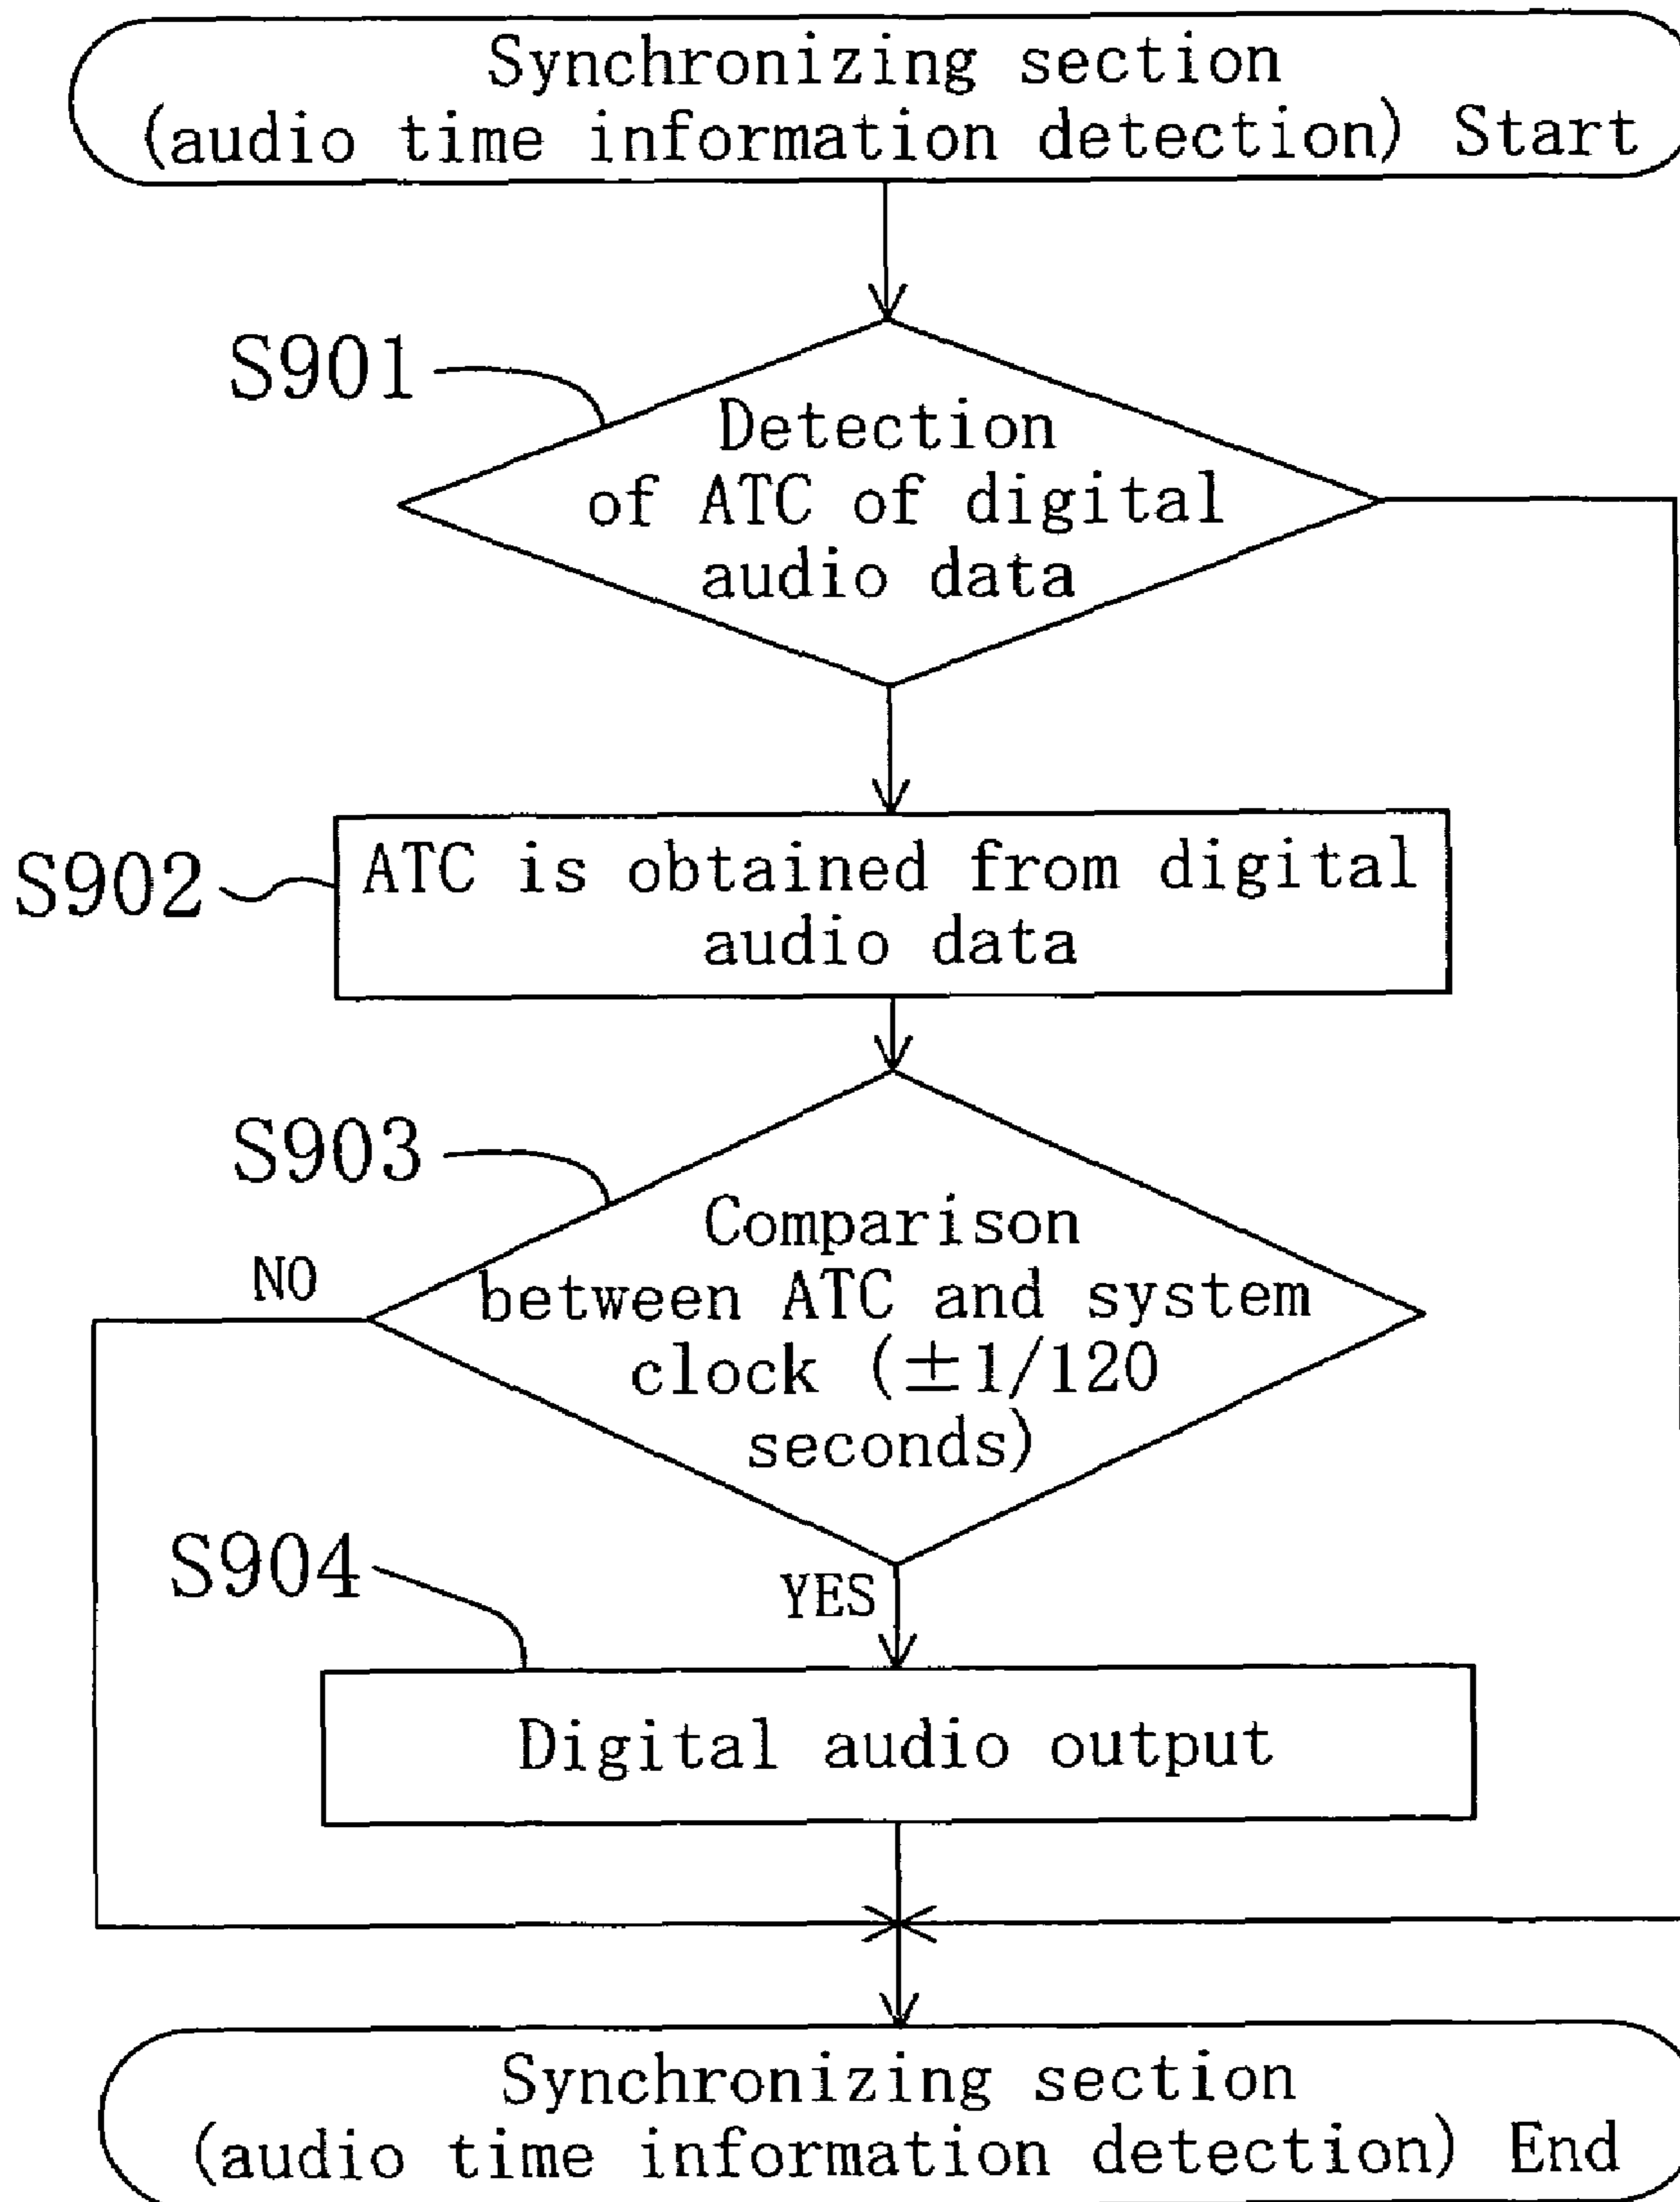 Synchronizing section
(audio time information detection) Start
S901
Detection
of ATC of digital
audio data
S902
ATC is obtained from digital
audio data
S903
Comparison
between ATC and system
clock (±1/120
seconds)
NO
YES
S904
Digital audio output
Synchronizing section
(audio time information detection) End